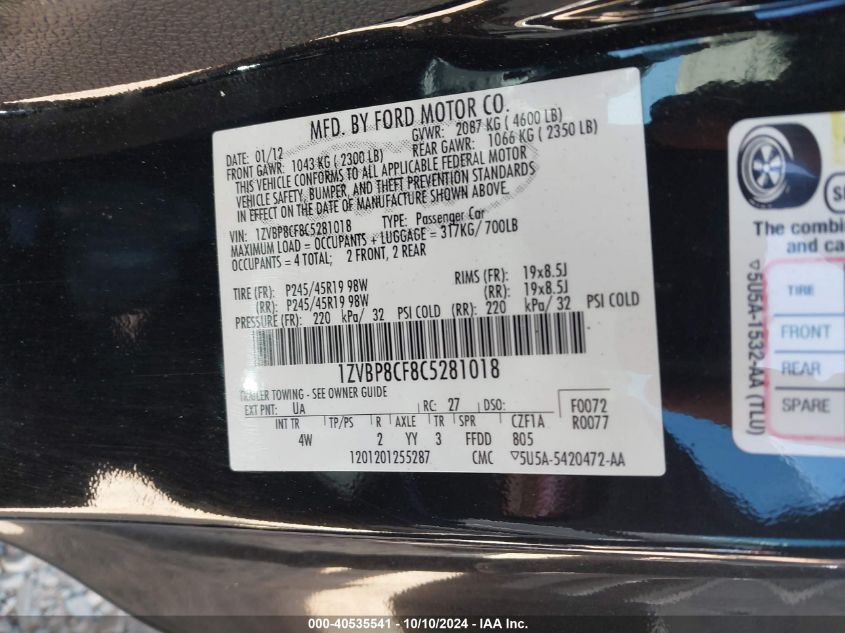 MFD. BY FORD MOTOR CO.
DATE: 01/12 GVWR: 2087 KG ( 4600 LB)
FRONT GAWR: 1043 KG ( 2300 LB) REAR GAWR: 1066 KG ( 2350 LB)
THIS VEHICLE CONFORMS TO ALL APPLICABLE FEDERAL MOTOR
VEHICLE SAFETY, BUMPER, AND THEFT PREVENTION STANDARDS
IN EFFECT ON THE DATE OF MANUFACTURE SHOWN ABOVE.
VIN: 1ZVBP8CF8C5281018 TYPE: Passenger Car
MAXIMUM LOAD = OCCUPANTS + LUGGAGE = 317KG/ 700LB
OCCUPANTS = 4 TOTAL; 2 FRONT, 2 REAR
TIRE (FR): P245/45R19 98W RIMS (FR): 19x8.5J
(RR): P245/45R19 98W (RR): 19x8.5J
PRESSURE (FR): 220 kPa/ 32 PSI COLD (RR): 220 kPa/ 32 PSI COLD
1ZVBP8CF8C5281018
TRAILER TOWING - SEE OWNER GUIDE
EXT PNT: UA RC: 27 DSO: F0072
INT TR TP/PS R AXLE TR SPR CZF1A R0077
4W 2 YY 3 FFDD 805
1201201255287 CMC ▽5U5A-5420472-AA
The combin
and ca
TIRE
FRONT
REAR
SPARE
▽5U5A-1532-AA (TLU)
000-40535541 - 10/10/2024 - IAA Inc.